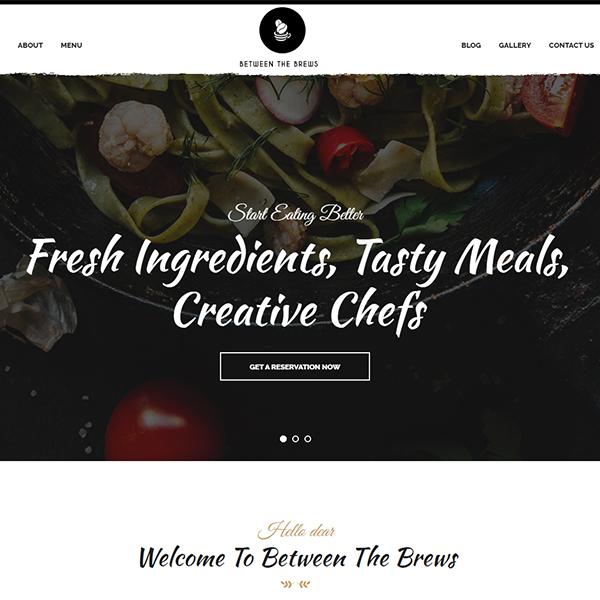 ABOUT MENU BLOG GALLERY CONTACT US
BETWEEN THE BREWS
Start Eating Better
Fresh Ingredients, Tasty Meals,
Creative Chefs
GET A RESERVATION NOW
Hello dear
Welcome To Between The Brews